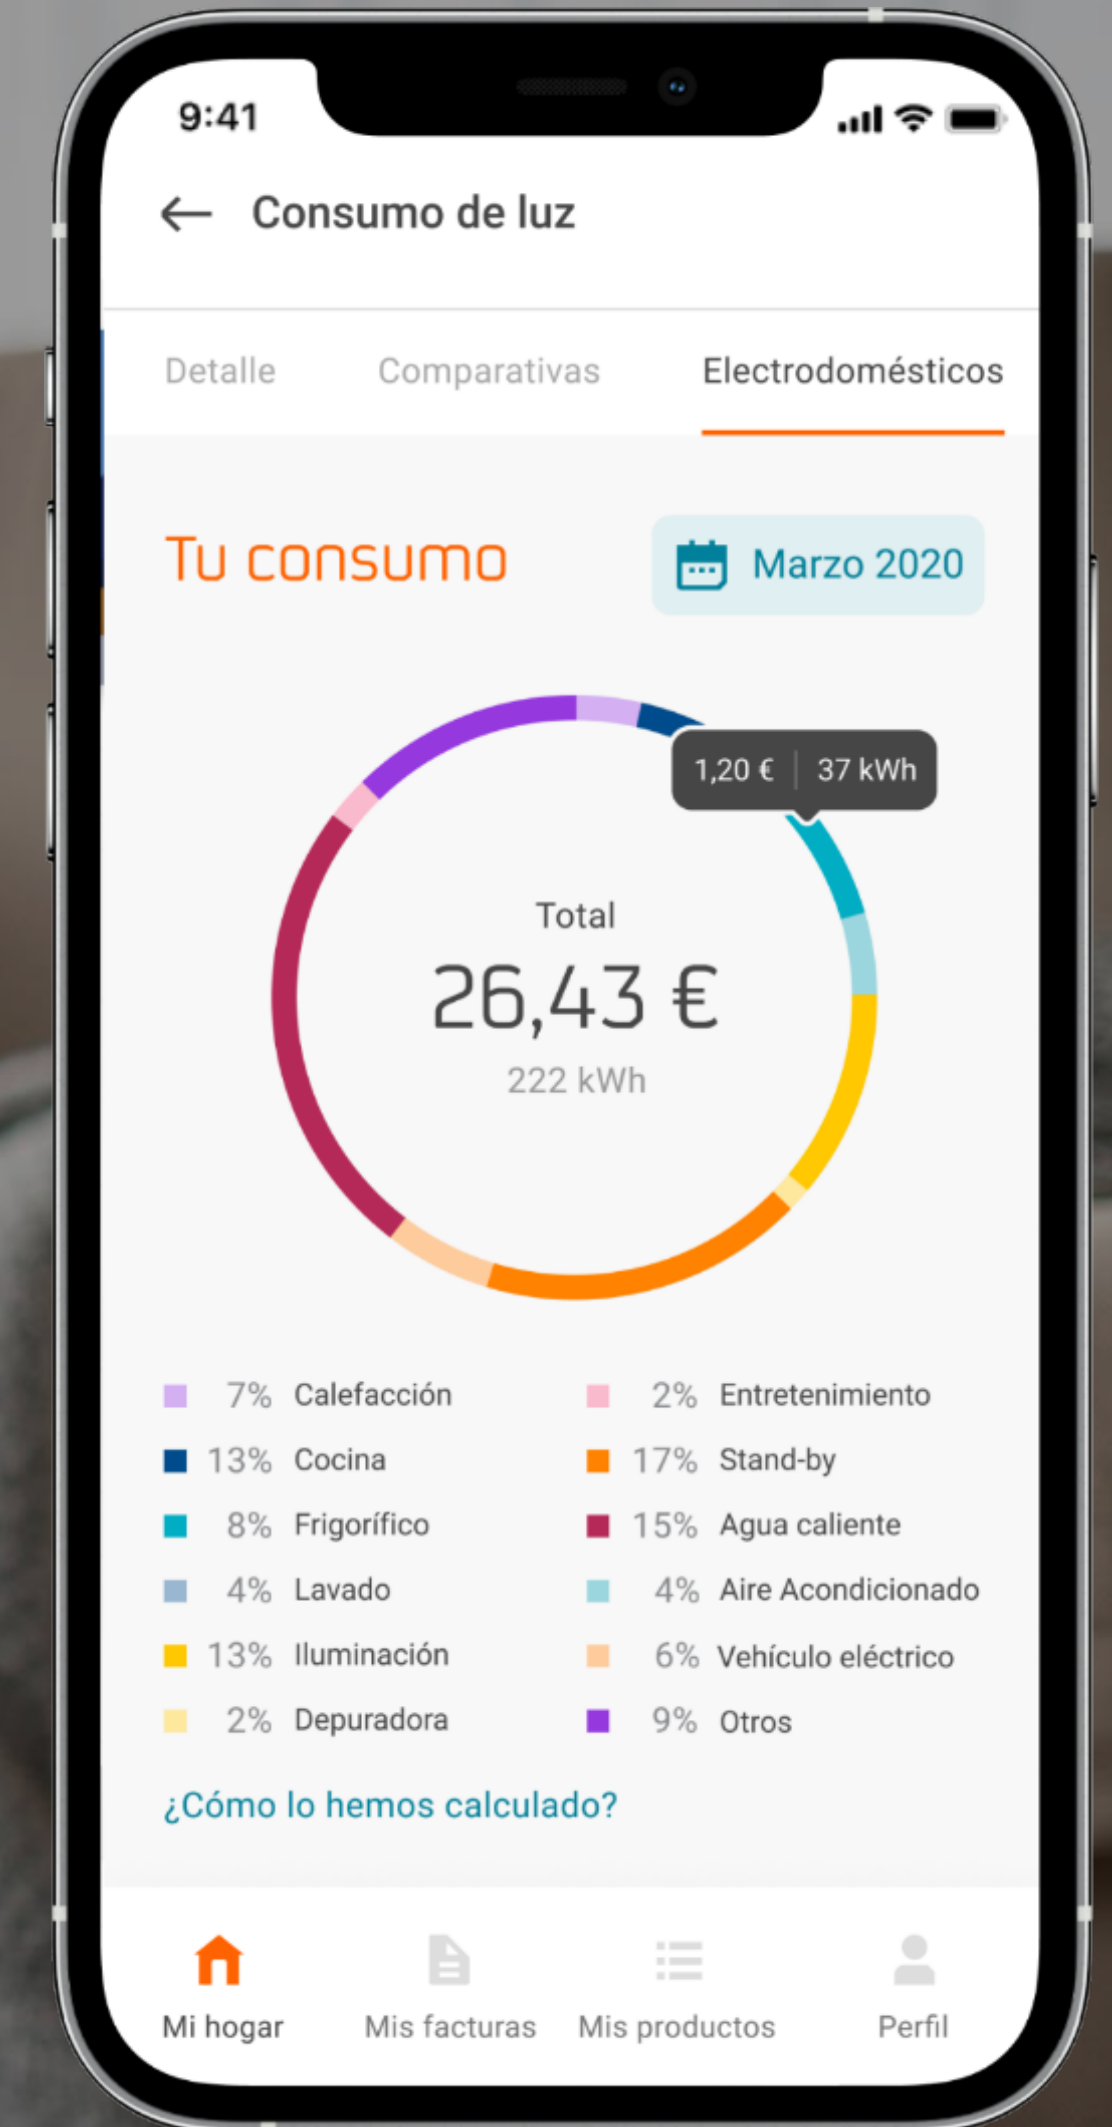 9:41
Consumo de luz
Detalle Comparativas Electrodomésticos
Tu consumo Marzo 2020
1,20 € 37 kWh
Total
26,43 €
222 kWh
7% Calefacción 2% Entretenimiento
13% Cocina 17% Stand-by
8% Frigorífico 15% Agua caliente
4% Lavado 4% Aire Acondicionado
13% Iluminación 6% Vehículo eléctrico
2% Depuradora 9% Otros
¿Cómo lo hemos calculado?
Mi hogar Mis facturas Mis productos Perfil